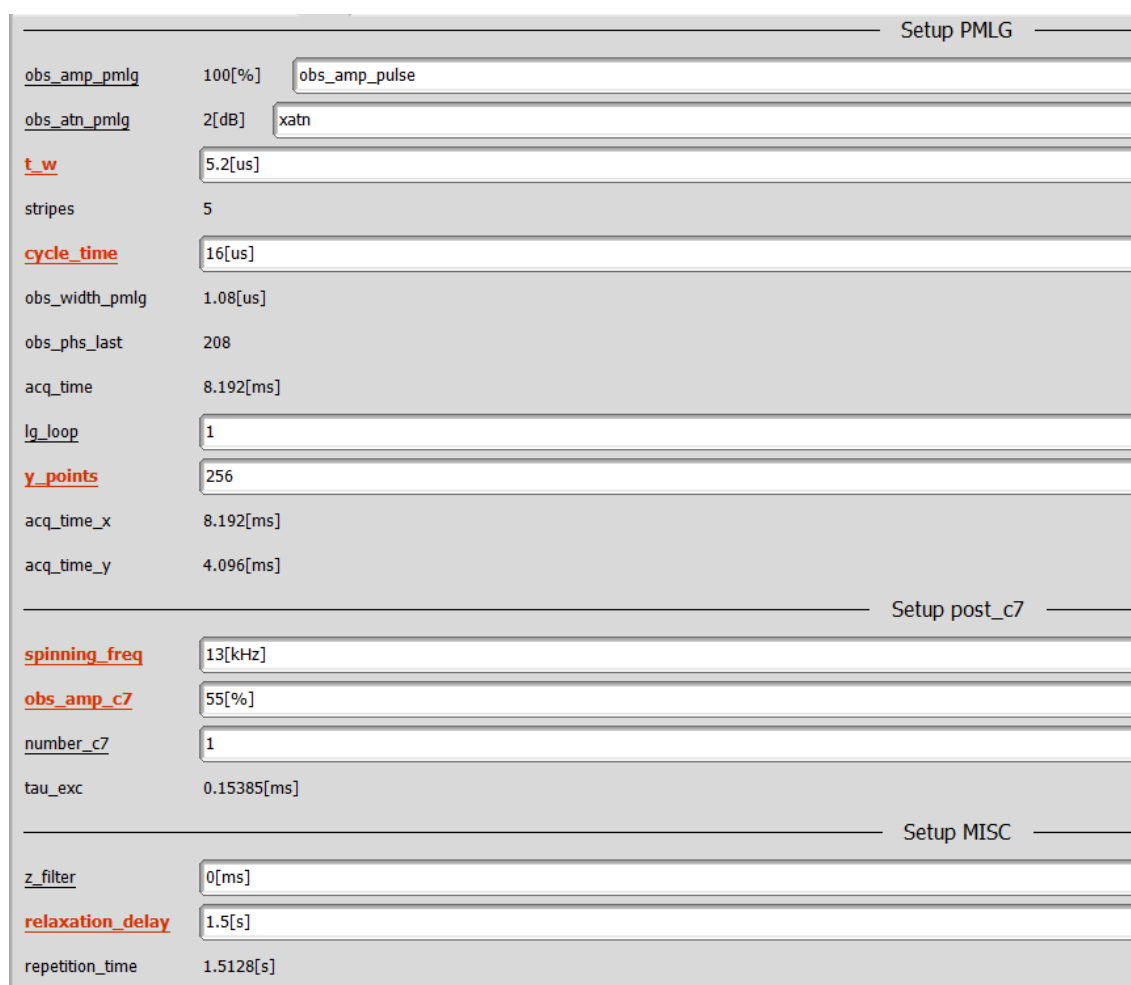 Setup PMLG
obs_amp_pmlg 100[%] obs_amp_pulse
obs_atn_pmlg 2[dB] xatn
t_w 5.2[us]
stripes 5
cycle_time 16[us]
obs_width_pmlg 1.08[us]
obs_phs_last 208
acq_time 8.192[ms]
lg_loop 1
y_points 256
acq_time_x 8.192[ms]
acq_time_y 4.096[ms]
Setup post_c7
spinning_freq 13[kHz]
obs_amp_c7 55[%]
number_c7 1
tau_exc 0.15385[ms]
Setup MISC
z_filter 0[ms]
relaxation_delay 1.5[s]
repetition_time 1.5128[s]